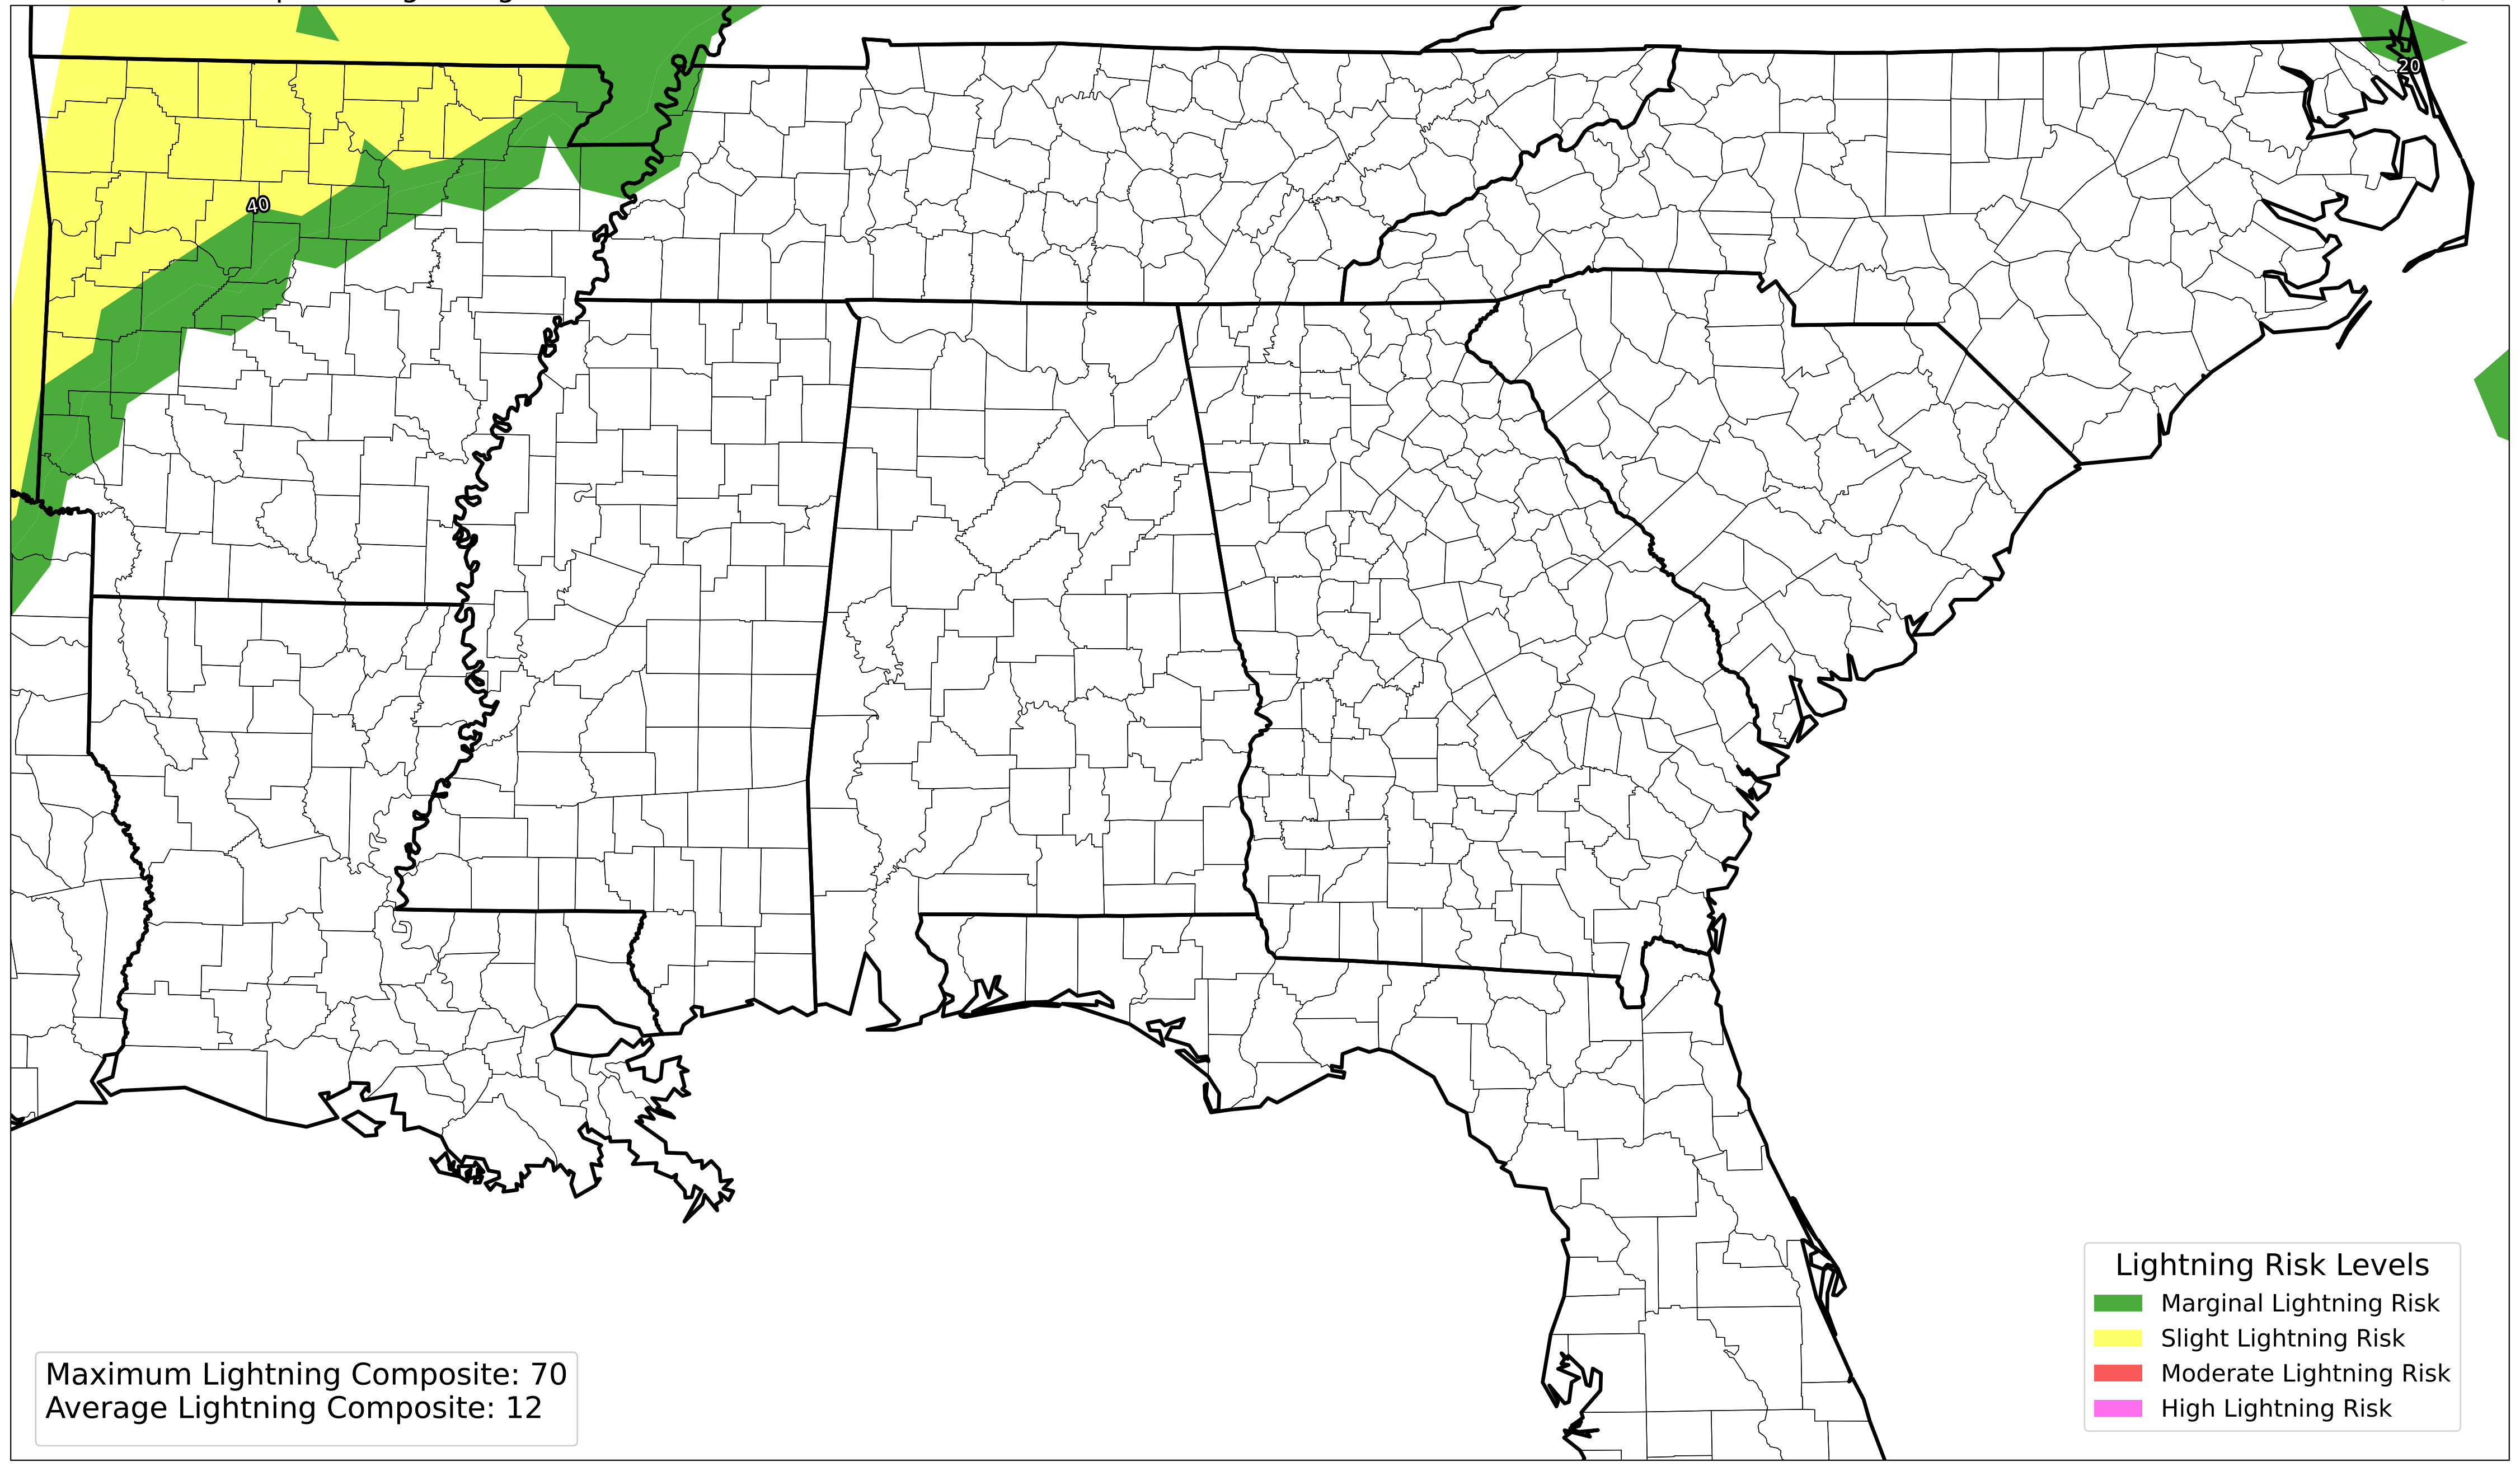 20
40
Lightning Risk Levels
Marginal Lightning Risk
Slight Lightning Risk
Moderate Lightning Risk
High Lightning Risk
Maximum Lightning Composite: 70
Average Lightning Composite: 12